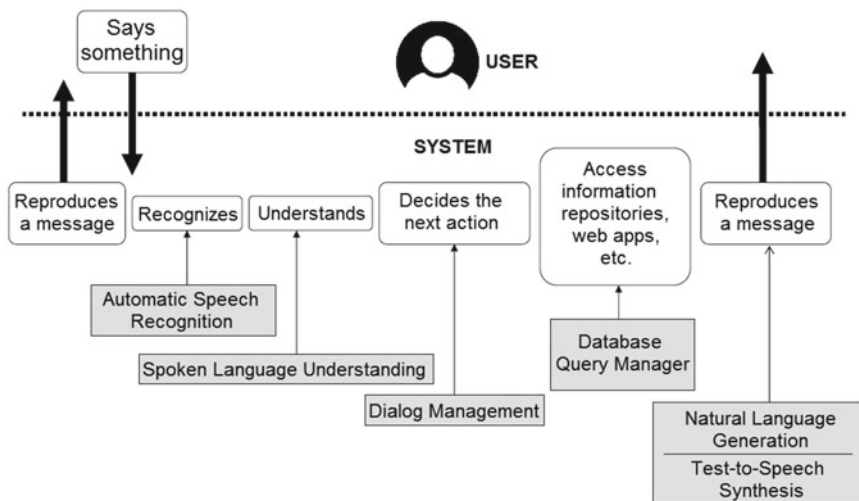 Says
something
USER
SYSTEM
Reproduces
a message
Recognizes
Understands
Decides the
next action
Access
information
repositories,
web apps,
etc.
Reproduces
a message
Automatic Speech
Recognition
Spoken Language Understanding
Dialog Management
Database
Query Manager
Natural Language
Generation
Test-to-Speech
Synthesis